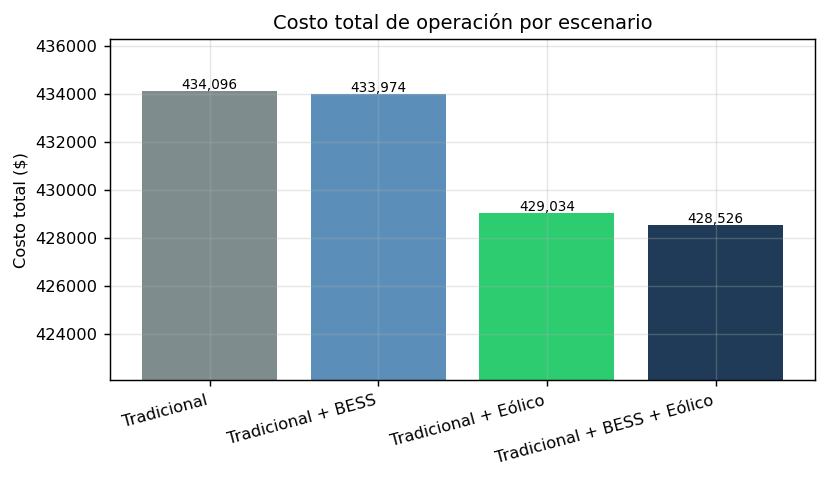 Costo total de operación por escenario
Costo total ($)
436000
434000
432000
430000
428000
426000
424000
434,096
433,974
429,034
428,526
Tradicional
Tradicional + BESS
Tradicional + Eólico
Tradicional + BESS + Eólico